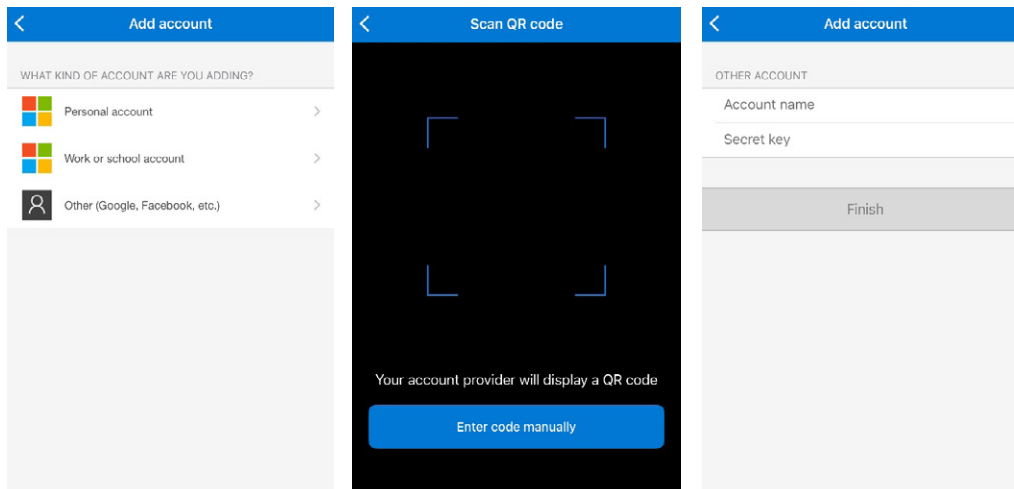 Add account
WHAT KIND OF ACCOUNT ARE YOU ADDING?
Personal account
Work or school account
Other (Google, Facebook, etc.)
Scan QR code
Your account provider will display a QR code
Enter code manually
Add account
OTHER ACCOUNT
Account name
Secret key
Finish